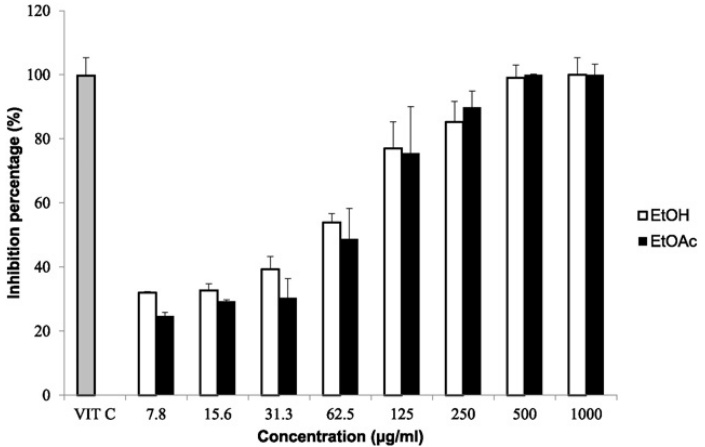 120
100
80
60
40
20
0
Inhibition percentage (%)
VIT C 7.8 15.6 31.3 62.5 125 250 500 1000
Concentration (µg/ml)
EtOH
EtOAc